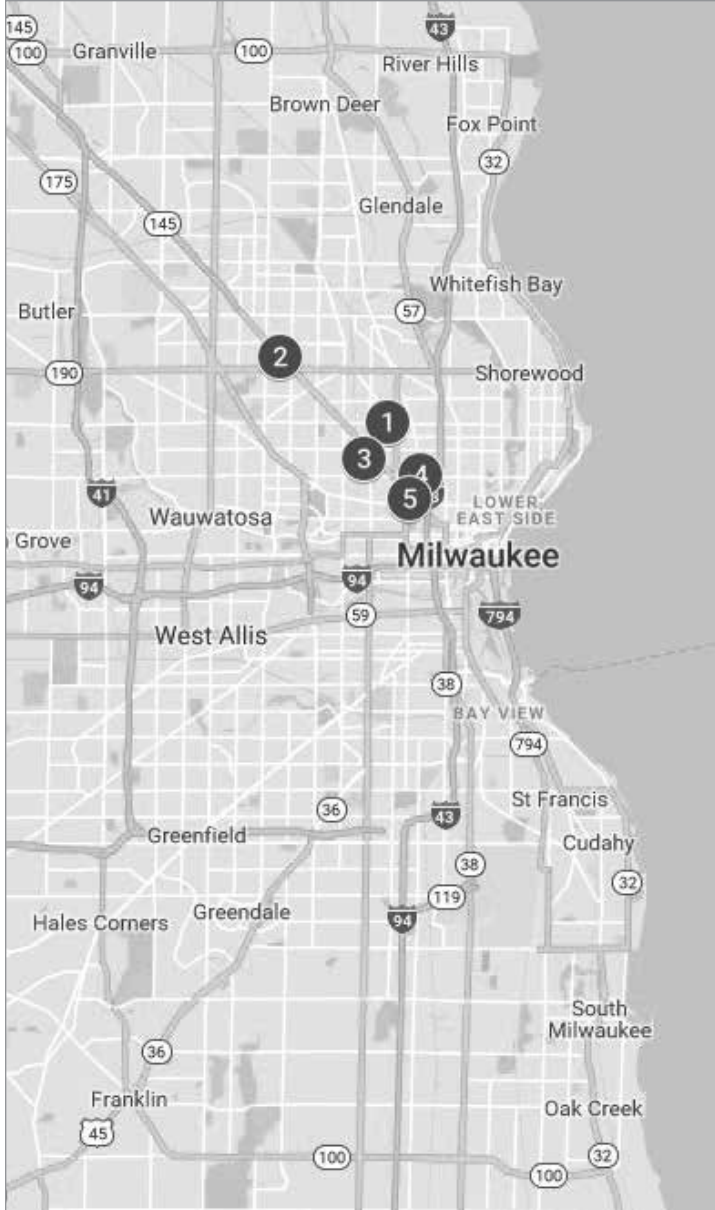 145
43
100
Granville
100
River Hills
Brown Deer
Fox Point
32
175
Glendale
145
Whitefish Bay
57
Butler
2
190
Shorewood
1
3
4
41
5
LOWER
EAST SIDE
Wauwatosa
Grove
Milwaukee
94
94
59
794
West Allis
38
BAY VIEW
794
St Francis
36
43
Greenfield
Cudahy
38
32
119
Greendale
94
Hales Corners
South
Milwaukee
36
Franklin
Oak Creek
45
100
32
100